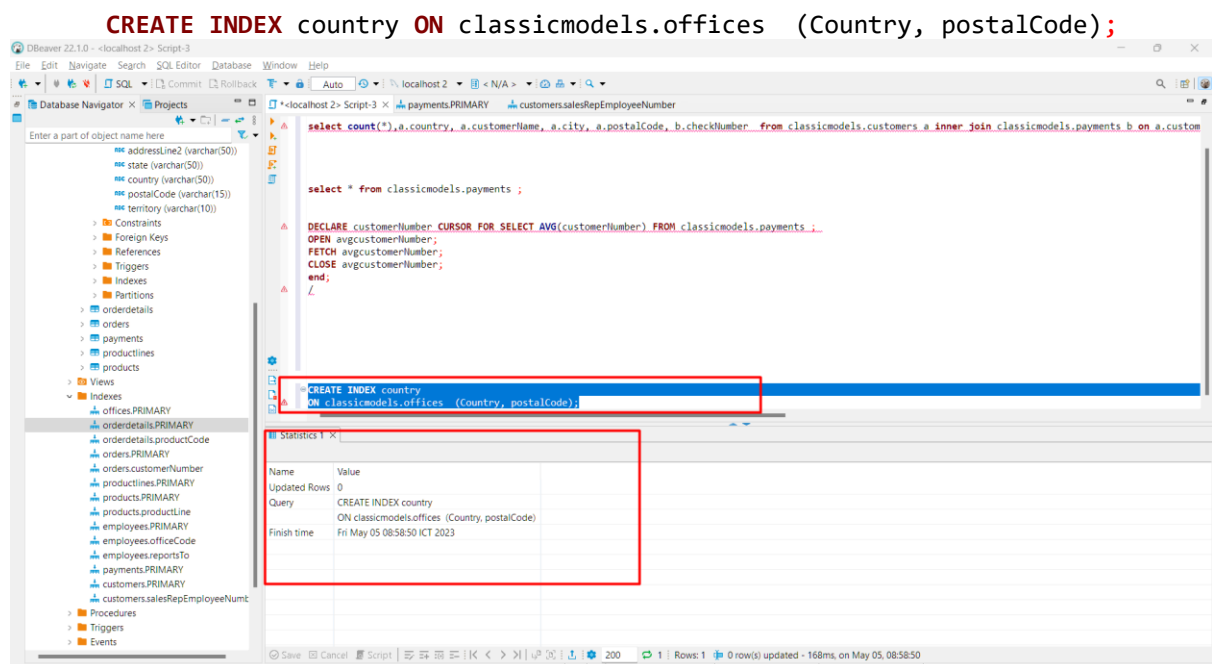 CREATE INDEX country ON classicmodels.offices (Country, postalCode);
DBeaver 22.1.0 - <localhost 2> Script-3
File Edit Navigate Search SQL Editor Database Window Help
SQL Commit Rollback Auto localhost 2 < N/A >
Database Navigator Projects
*<localhost 2> Script-3 payments.PRIMARY customers.salesRepEmployeeNumber
Enter a part of object name here
addressLine2 (varchar(50))
state (varchar(50))
country (varchar(50))
postalCode (varchar(15))
territory (varchar(10))
Constraints
Foreign Keys
References
Triggers
Indexes
Partitions
orderdetails
orders
payments
productlines
products
Views
Indexes
offices.PRIMARY
orderdetails.PRIMARY
orderdetails.productCode
orders.PRIMARY
orders.customerNumber
productlines.PRIMARY
products.PRIMARY
products.productLine
employees.PRIMARY
employees.officeCode
employees.reportsTo
payments.PRIMARY
customers.PRIMARY
customers.salesRepEmployeeNumb
Procedures
Triggers
Events
select count(*),a.country, a.customerName, a.city, a.postalCode, b.checkNumber from classicmodels.customers a inner join classicmodels.payments b on a.custom
select * from classicmodels.payments ;
DECLARE customerNumber CURSOR FOR SELECT AVG(customerNumber) FROM classicmodels.payments ;
OPEN avgcustomerNumber;
FETCH avgcustomerNumber;
CLOSE avgcustomerNumber;
end;
/
CREATE INDEX country
ON classicmodels.offices (Country, postalCode);
Statistics 1
Name Value
Updated Rows 0
Query CREATE INDEX country
ON classicmodels.offices (Country, postalCode)
Finish time Fri May 05 08:58:50 ICT 2023
Save Cancel Script 200 1 Rows: 1 0 row(s) updated - 168ms, on May 05, 08:58:50